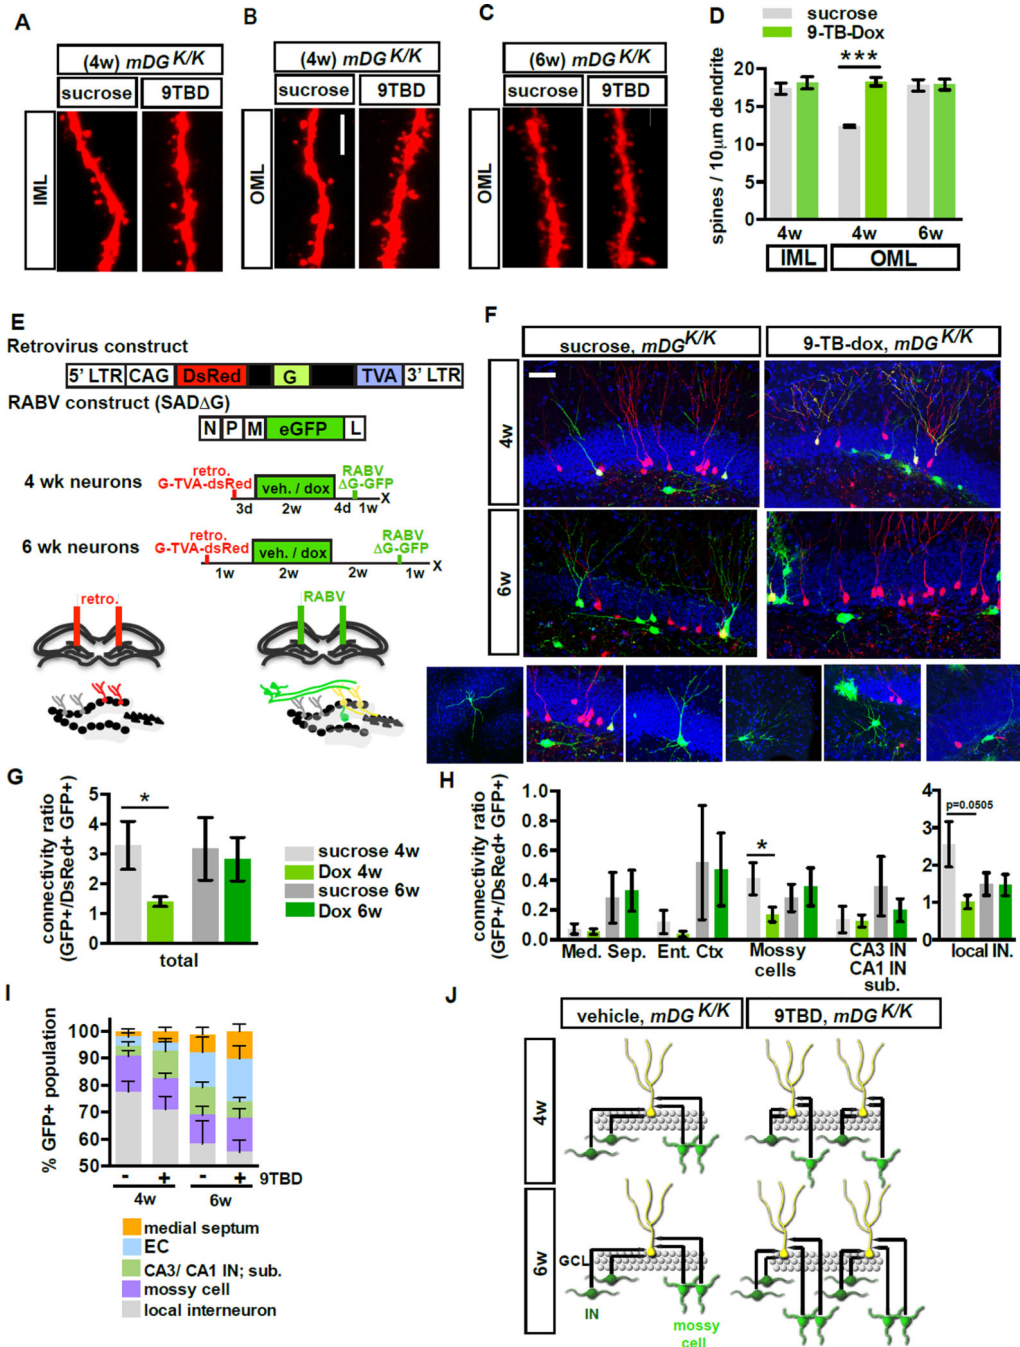 A
(4w) mDG K/K
sucrose
9TBD
IML
B
(4w) mDG K/K
sucrose
9TBD
OML
C
(6w) mDG K/K
sucrose
9TBD
OML
D
sucrose
9-TB-Dox
***
spines / 10µm dendrite
20
15
10
5
0
4w
4w
6w
IML
OML
E
Retrovirus construct
5' LTR CAG DsRed G TVA 3' LTR
RABV construct (SADΔG)
N P M eGFP L
4 wk neurons
retro.
G-TVA-dsRed
veh. / dox
RABV
ΔG-GFP
X
3d 2w 4d 1w
6 wk neurons
retro.
G-TVA-dsRed
veh. / dox
RABV
ΔG-GFP
X
1w 2w 2w 1w
retro.
RABV
F
sucrose, mDG K/K
9-TB-dox, mDG K/K
4w
6w
G
connectivity ratio
(GFP+/DsRed+ GFP+)
5
4
3
2
1
0
*
total
sucrose 4w
Dox 4w
sucrose 6w
Dox 6w
H
connectivity ratio
(GFP+/DsRed+ GFP+)
1.0
0.8
0.6
0.4
0.2
0.0
*
Med. Sep.
Ent. Ctx
Mossy
cells
CA3 IN
CA1 IN
sub.
p=0.0505
4
3
2
1
0
local IN.
I
% GFP+ population
100
90
80
70
60
50
- + - + 9TBD
4w 6w
medial septum
EC
CA3/ CA1 IN; sub.
mossy cell
local interneuron
J
vehicle, mDG K/K
9TBD, mDG K/K
4w
6w
GCL
IN
mossy
cell